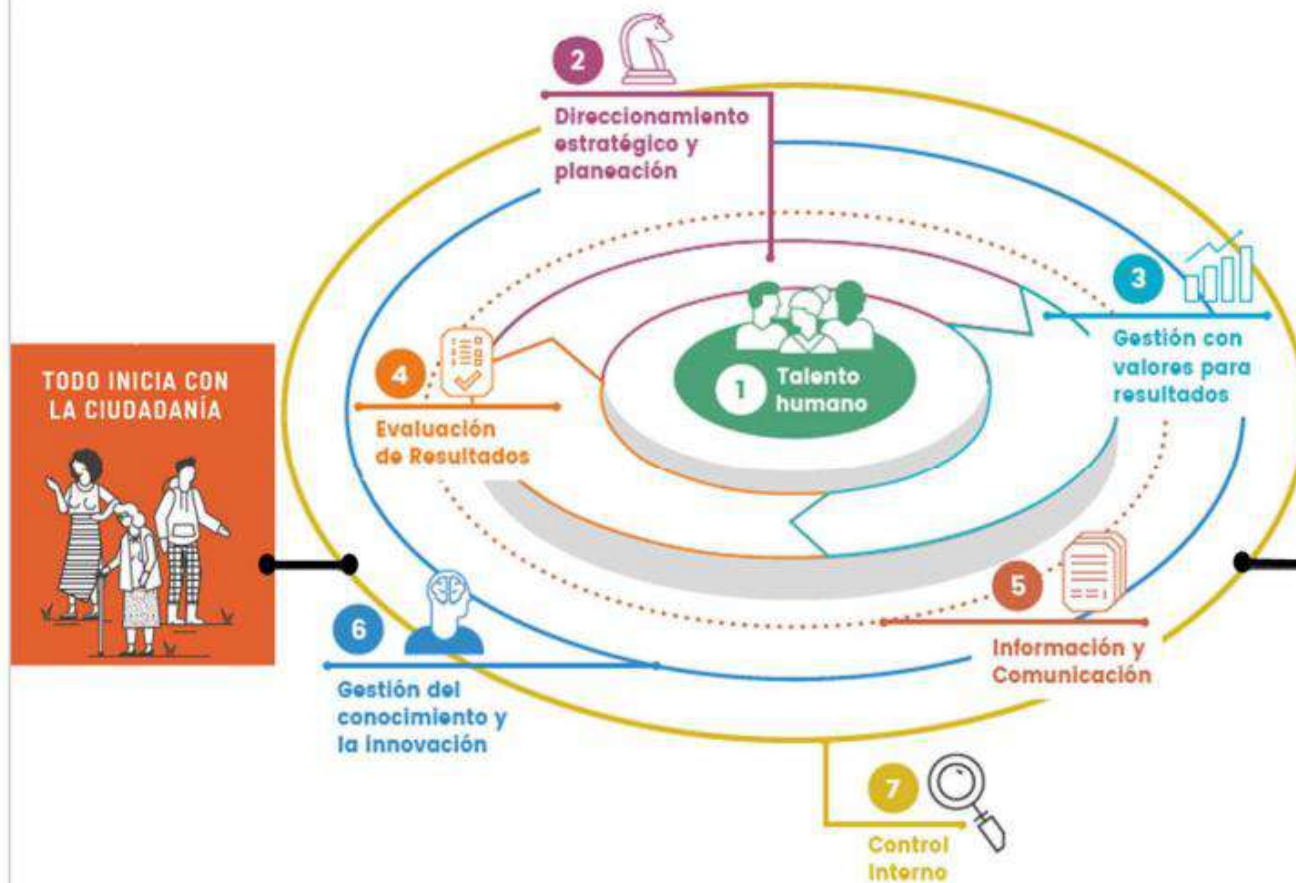 2
Direccionamiento
estratégico y
planeación
3
Gestión con
valores para
resultados
1
Talento
humano
4
Evaluación
de Resultados
TODO INICIA CON
LA CIUDADANÍA
5
Información y
Comunicación
6
Gestión del
conocimiento y
la innovación
7
Control
Interno